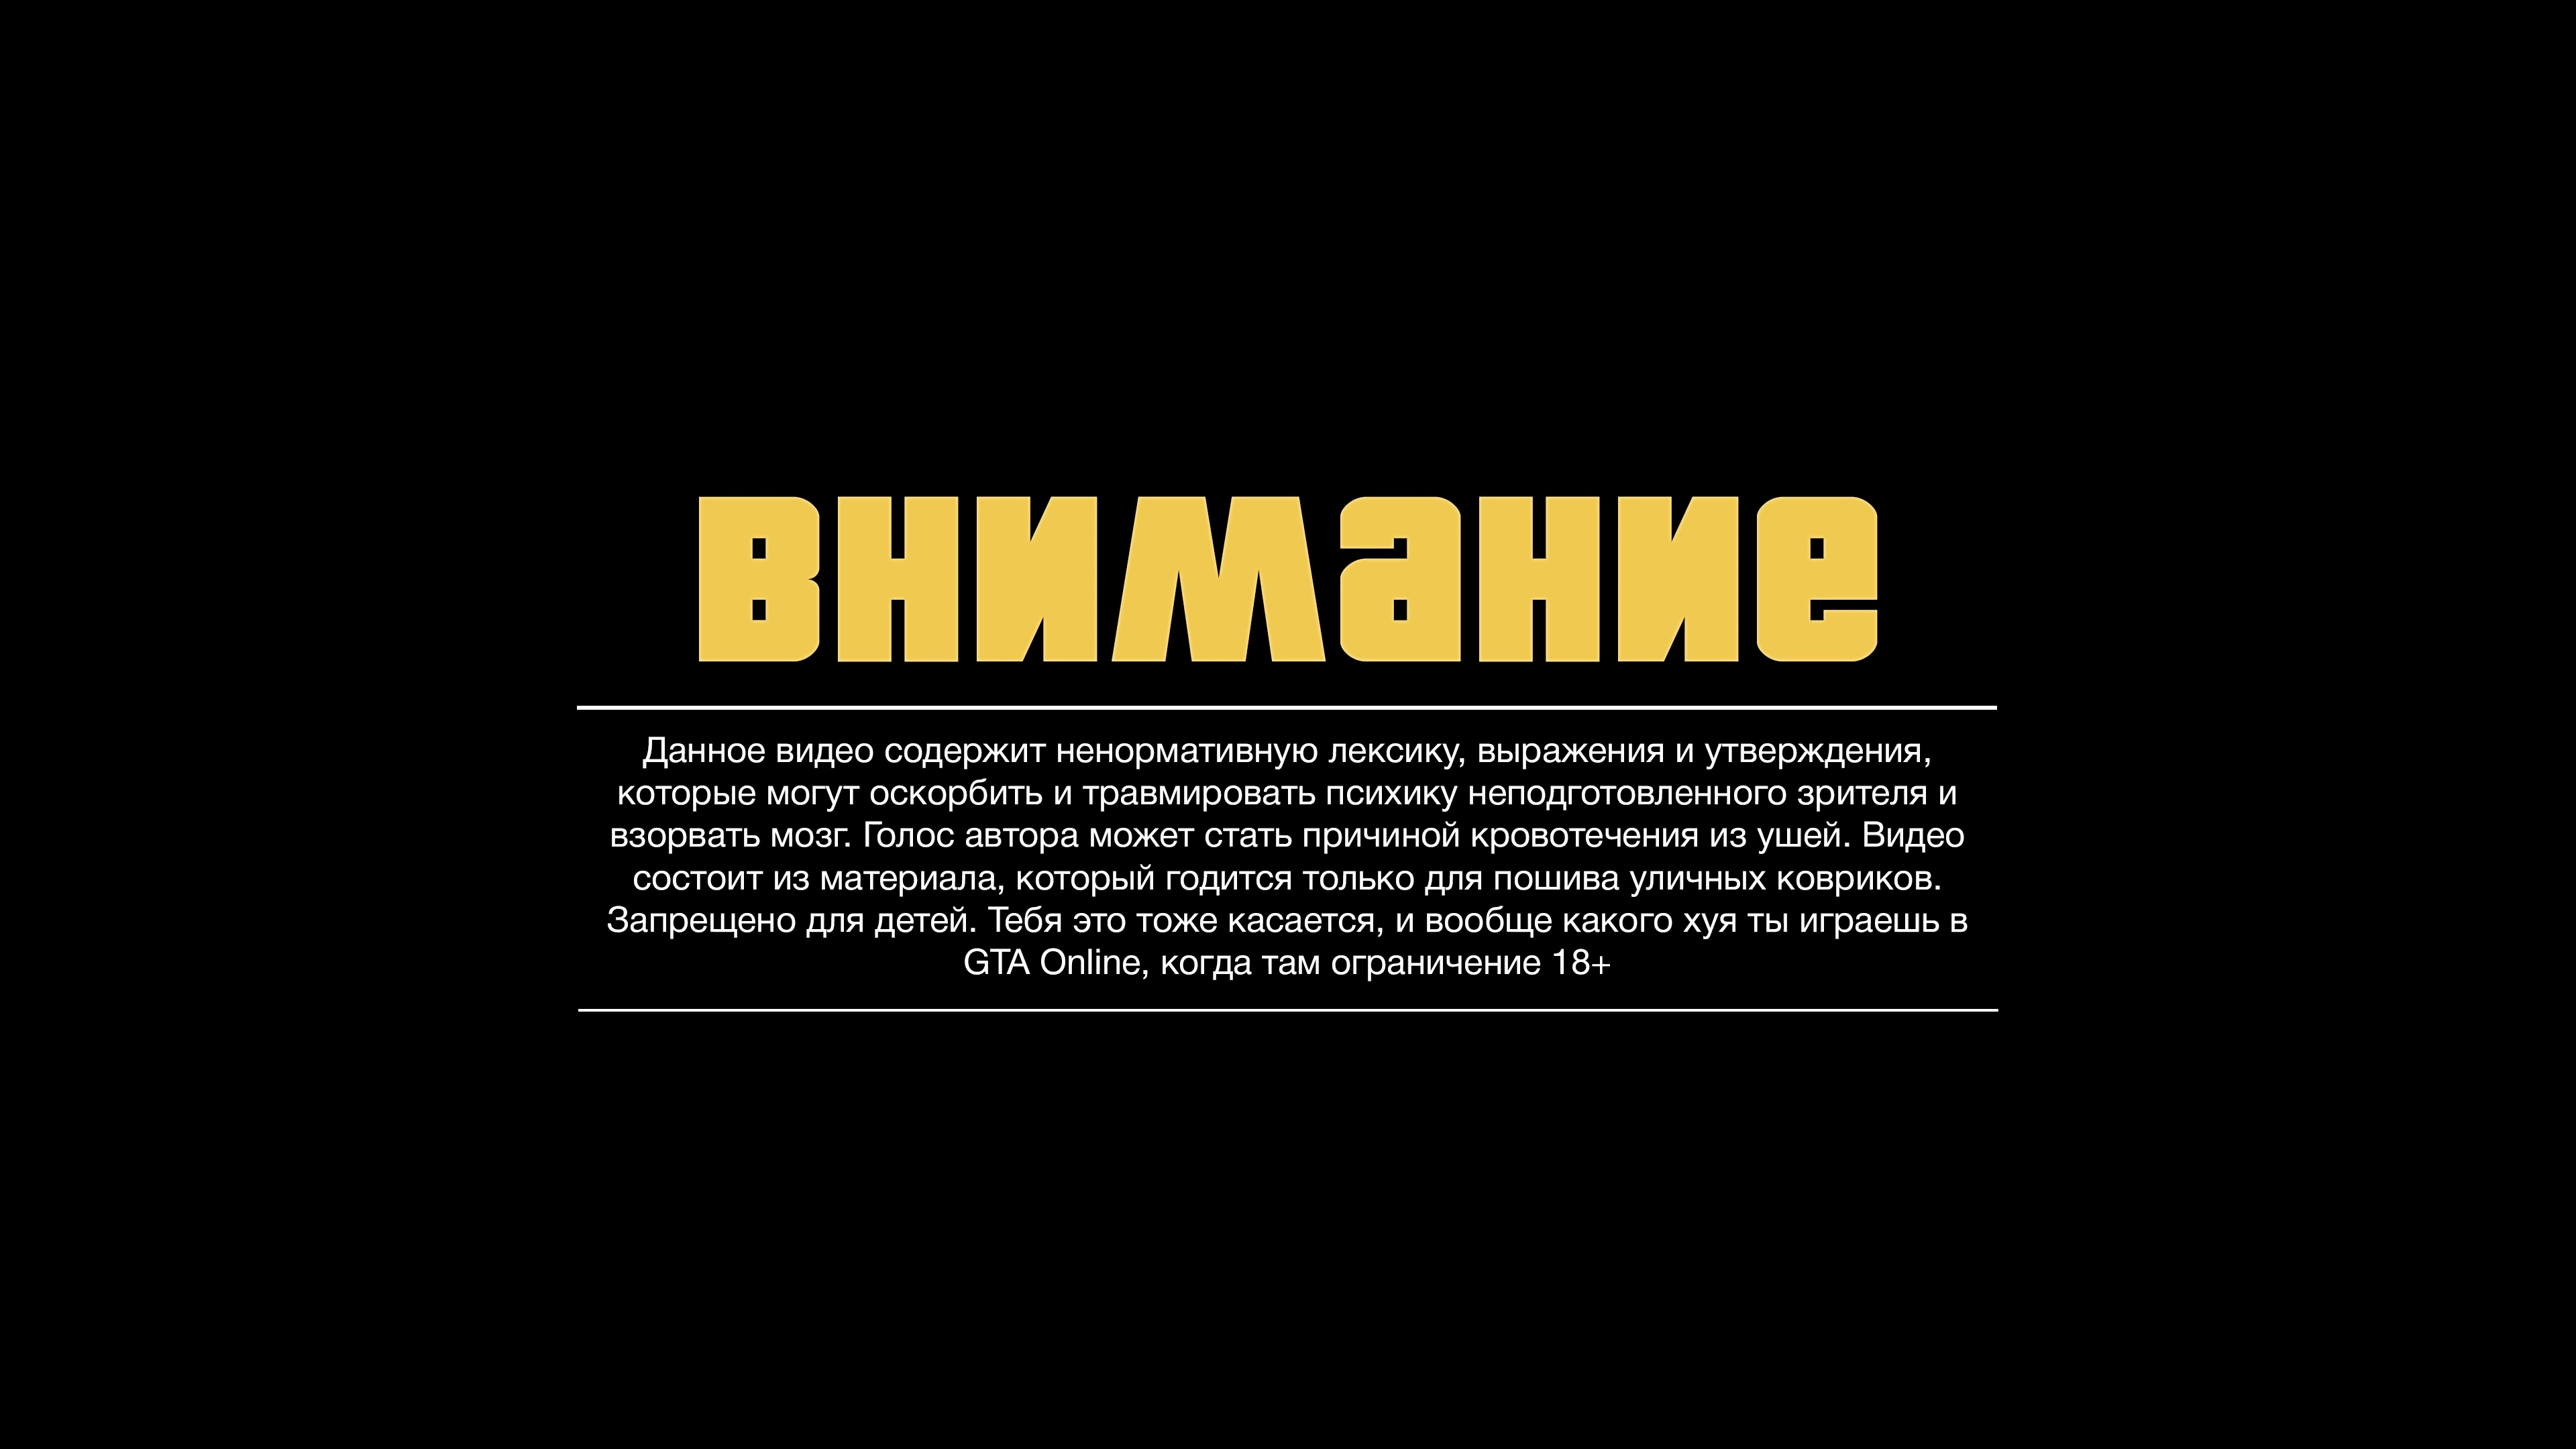 внимание
Данное видео содержит ненормативную лексику, выражения и утверждения,
которые могут оскорбить и травмировать психику неподготовленного зрителя и
взорвать мозг. Голос автора может стать причиной кровотечения из ушей. Видео
состоит из материала, который годится только для пошива уличных ковриков.
Запрещено для детей. Тебя это тоже касается, и вообще какого хуя ты играешь в
GTA Online, когда там ограничение 18+